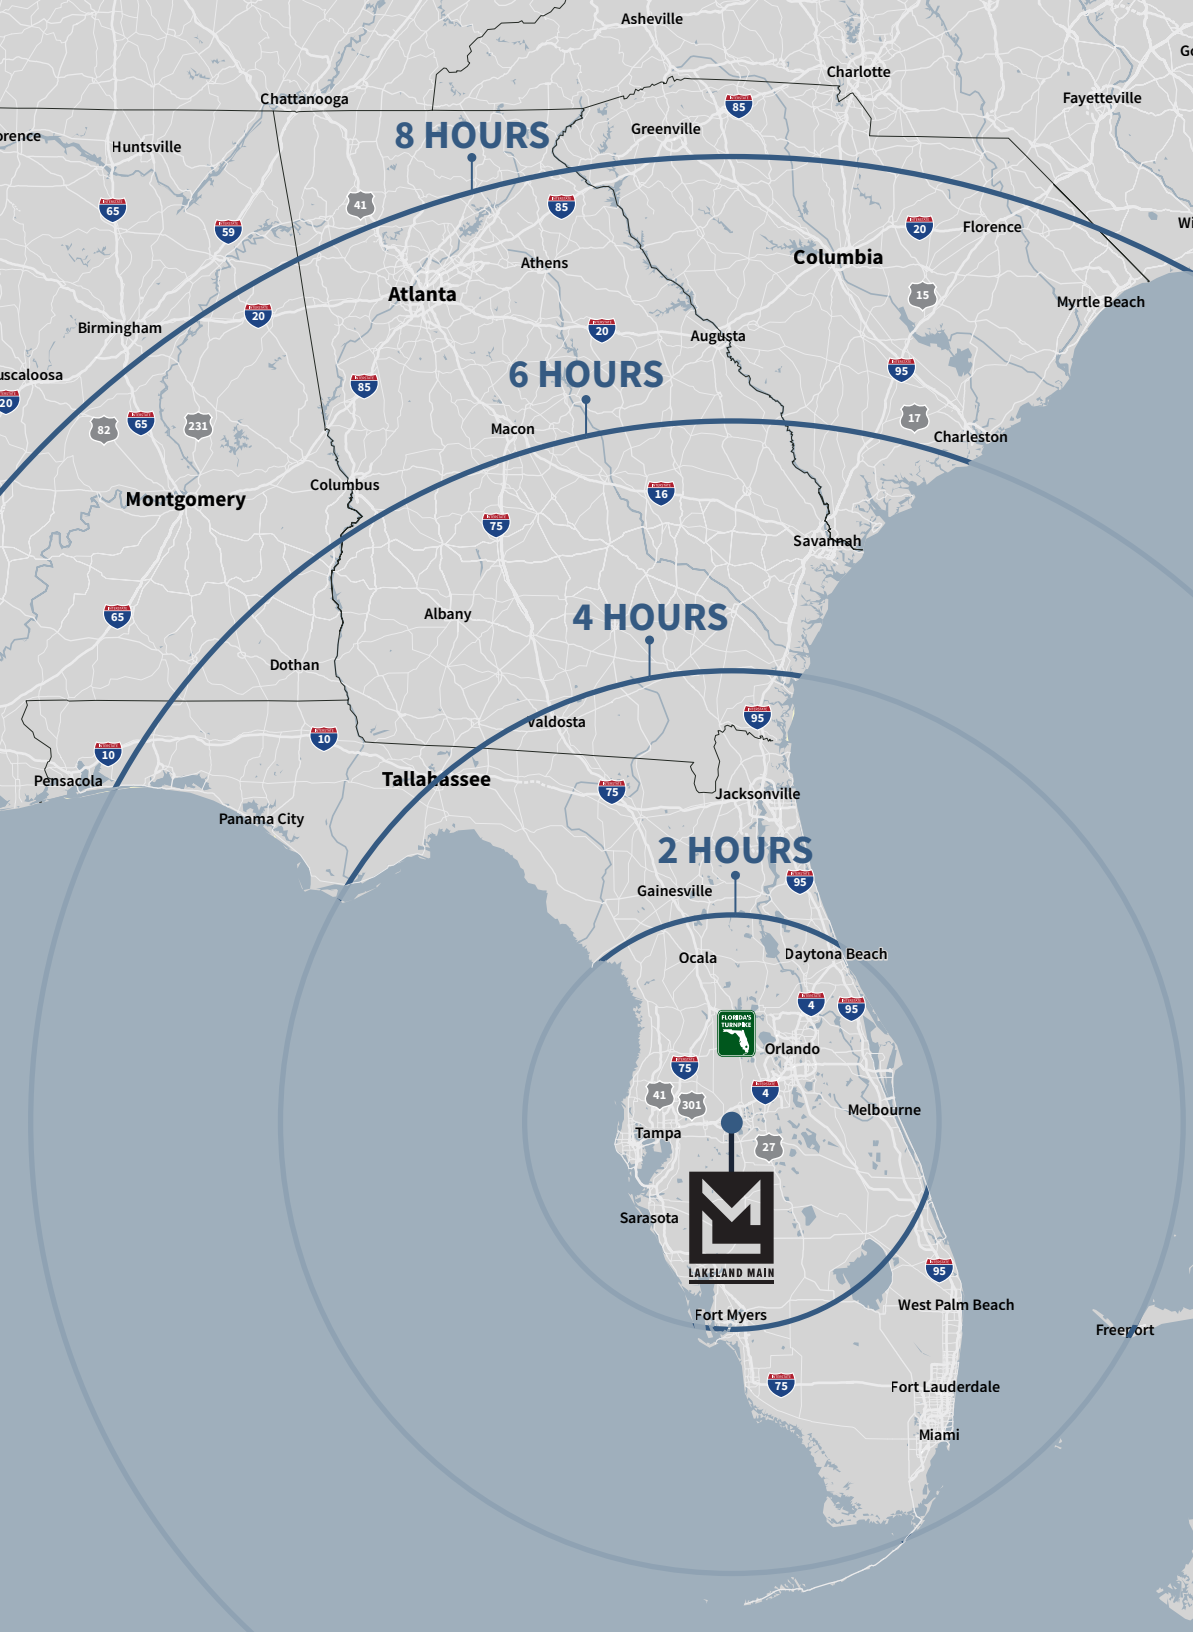 Asheville
Charlotte
Chattanooga
Fayetteville
85
Greenville
8 HOURS
Huntsville
65
41
85
59
20
Florence
Athens
Columbia
Atlanta
15
Myrtle Beach
20
Birmingham
20
Augusta
95
6 HOURS
85
20
82
65
231
17
Macon
Charleston
Columbus
Montgomery
16
75
Savannah
65
Albany
4 HOURS
Dothan
95
Valdosta
10
10
Pensacola
Tallahassee
75
Jacksonville
Panama City
2 HOURS
95
Gainesville
Ocala
Daytona Beach
4
95
FLORIDA'S
TURNPIKE
Orlando
75
41
301
4
Melbourne
Tampa
27
Sarasota
LAKELAND MAIN
95
West Palm Beach
Fort Myers
Freeport
75
Fort Lauderdale
Miami